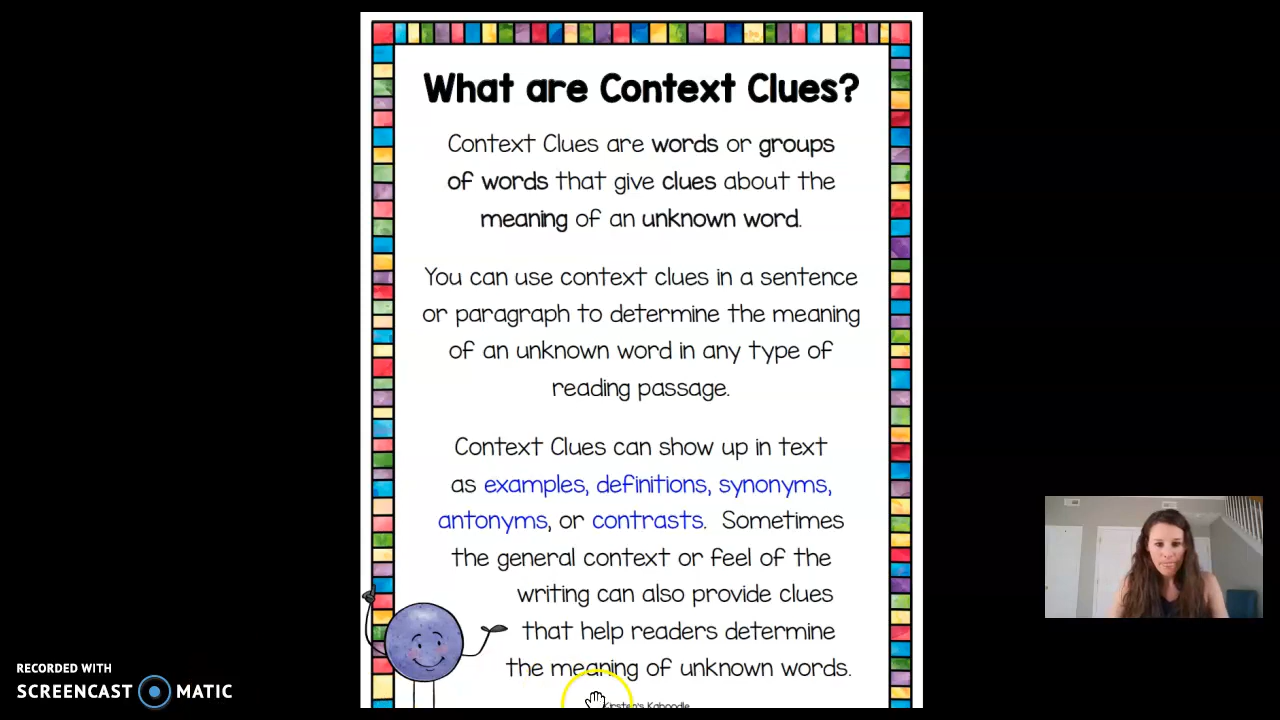 What are Context Clues?
Context Clues are words or groups
of words that give clues about the
meaning of an unknown word.
You can use context clues in a sentence
or paragraph to determine the meaning
of an unknown word in any type of
reading passage.
Context Clues can show up in text
as examples, definitions, synonyms,
antonyms, or contrasts. Sometimes
the general context or feel of the
writing can also provide clues
that help readers determine
the meaning of unknown words.
Kirsten's Kaboodle
RECORDED WITH
SCREENCAST MATIC